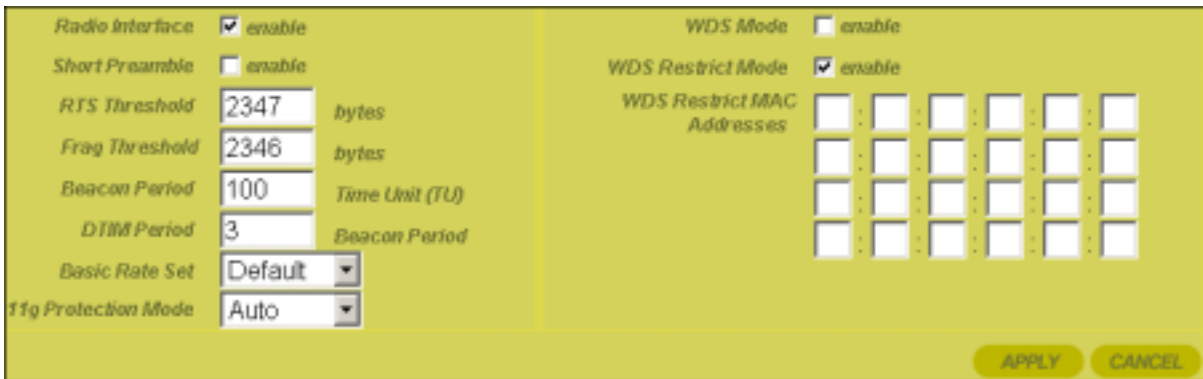 Radio Interface enable
Short Preamble enable
RTS Threshold 2347 bytes
Frag Threshold 2346 bytes
Beacon Period 100 Time Unit (TU)
DTIM Period 3 Beacon Period
Basic Rate Set Default
11g Protection Mode Auto
WDS Mode enable
WDS Restrict Mode enable
WDS Restrict MAC
Addresses
: : : : :
: : : : :
: : : : :
: : : : :
APPLY CANCEL